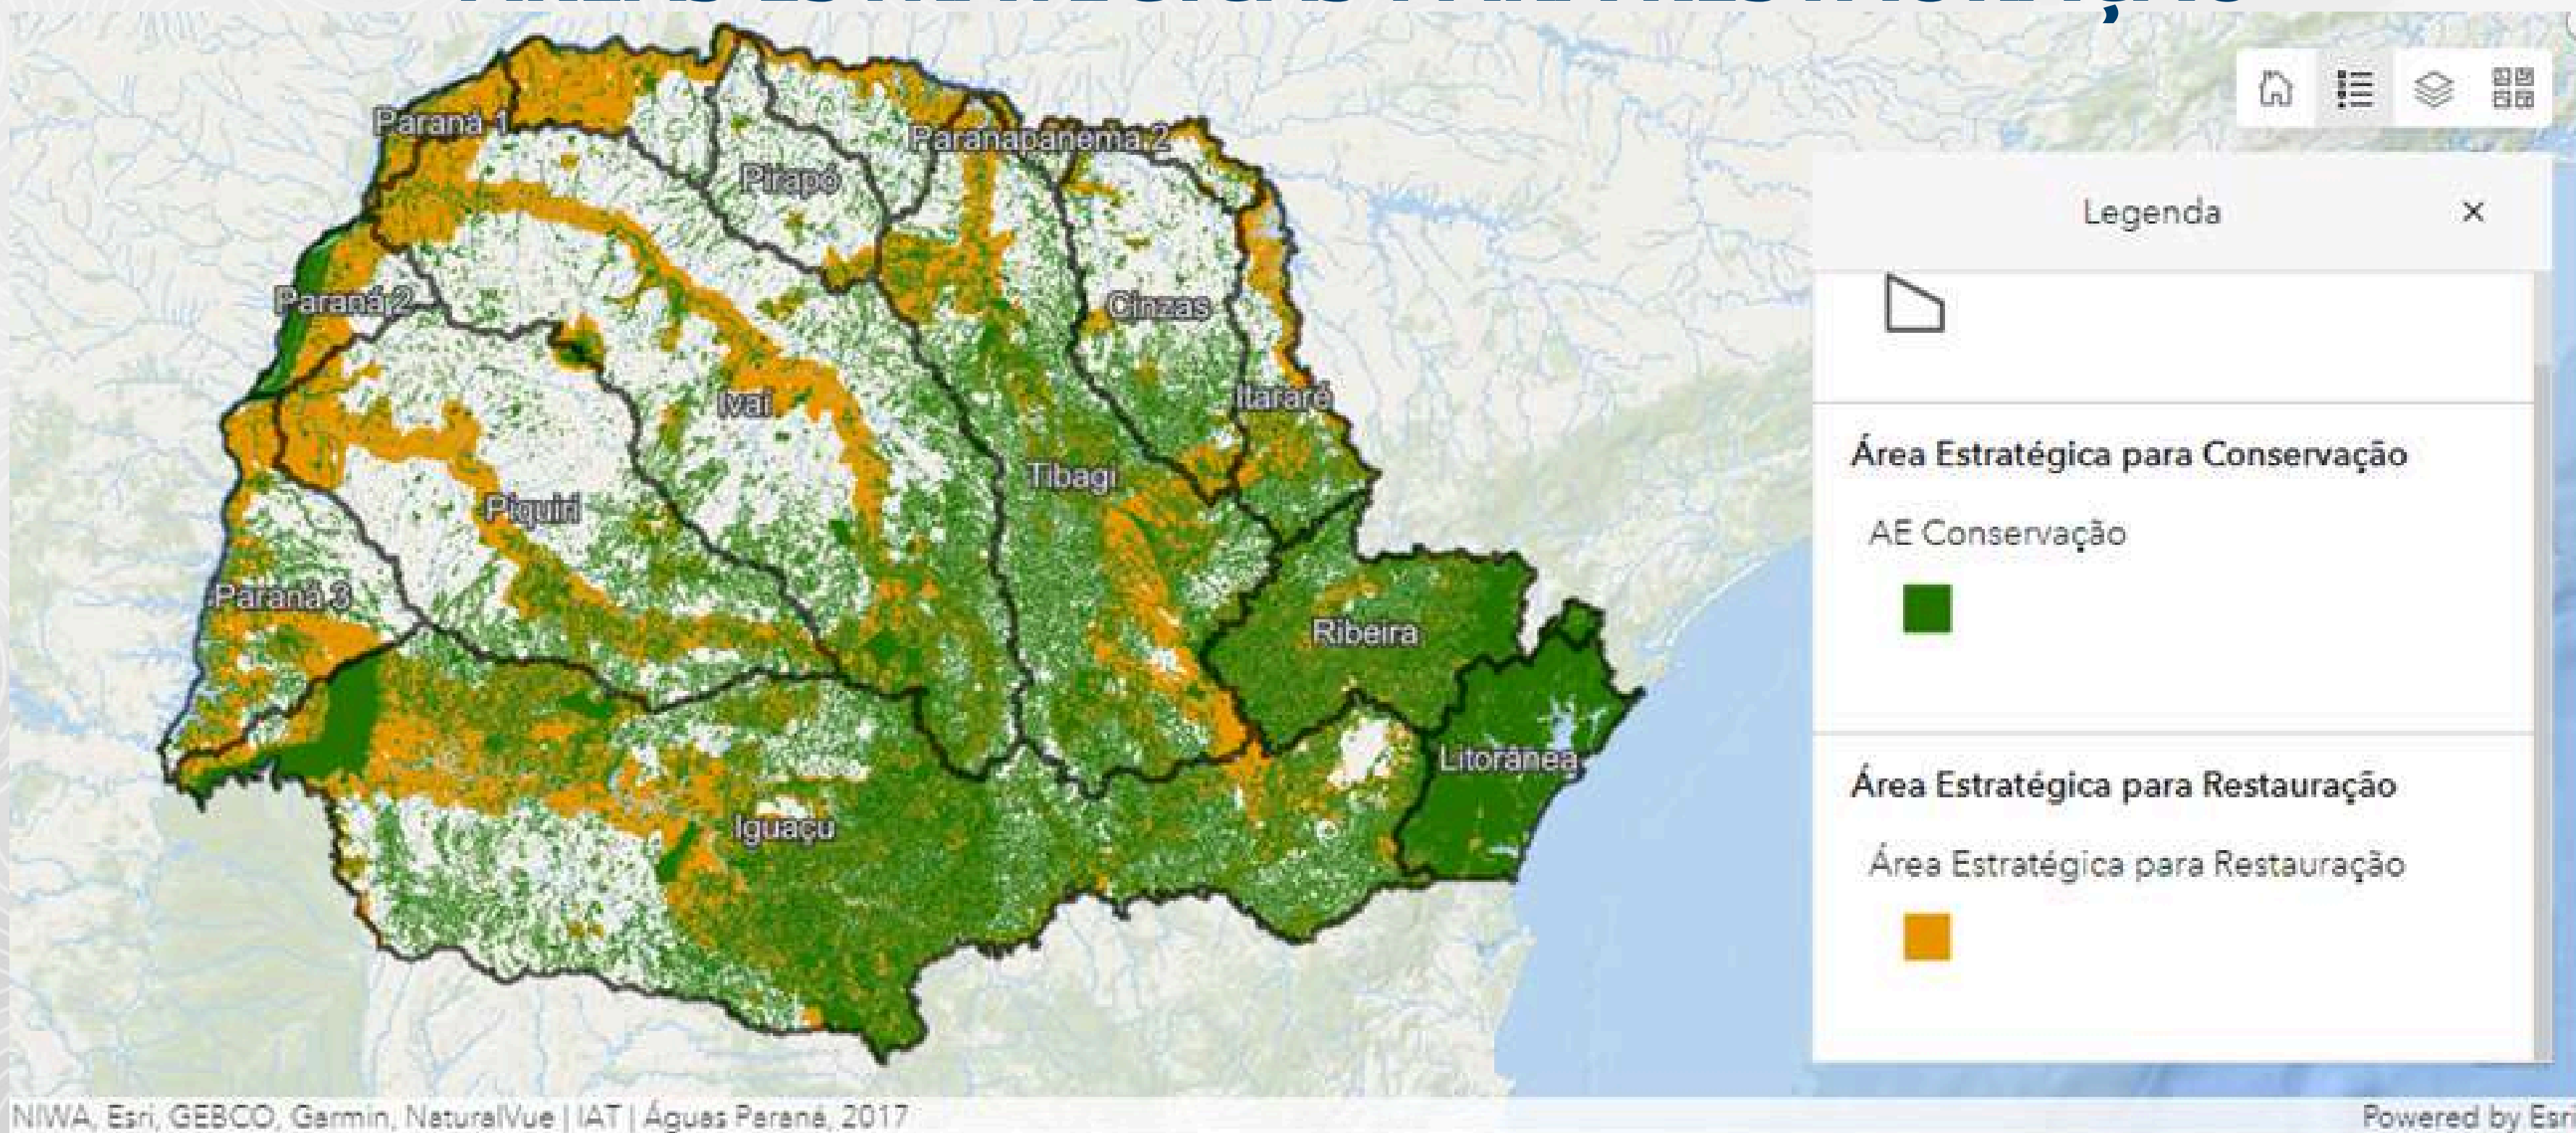 Paraná 1
Paranapanema 2
Pirapó
Paraná 2
Cinzas
Ivaí
Itararé
Tibagi
Piquiri
Paraná 3
Ribeira
Litorânea
Iguaçu
Legenda
Área Estratégica para Conservação
AE Conservação
Área Estratégica para Restauração
Área Estratégica para Restauração
NIWA, Esri, GEBCO, Garmin, NaturalVue | IAT | Águas Paraná, 2017
Powered by Esri